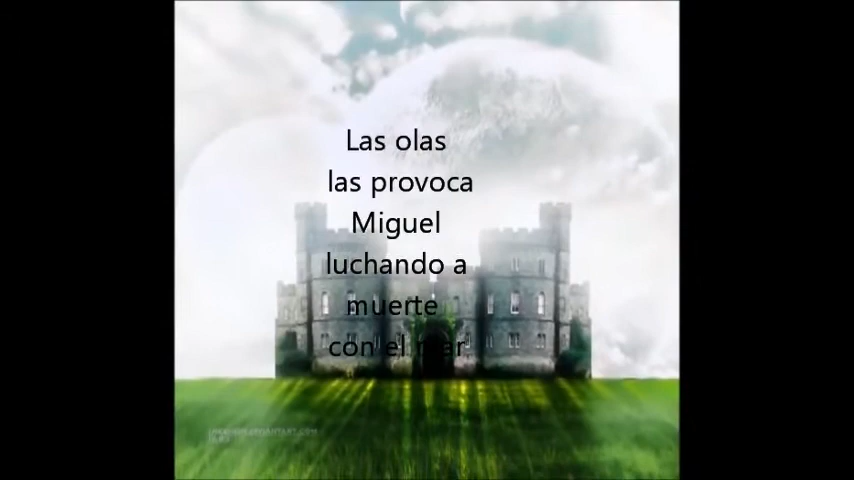 Las olas
las provoca
Miguel
luchando a
muerte
con el mar